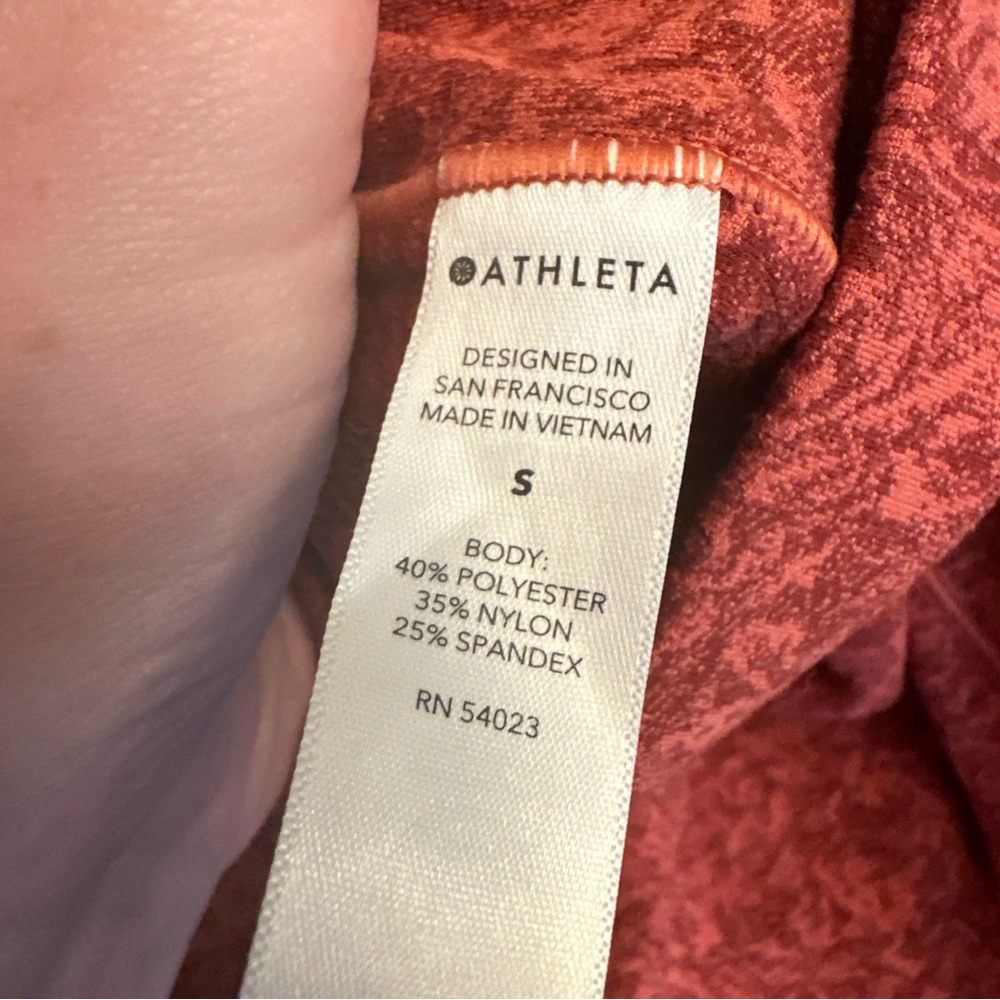 ATHLETA
DESIGNED IN
SAN FRANCISCO
MADE IN VIETNAM
S
BODY:
40% POLYESTER
35% NYLON
25% SPANDEX
RN 54023